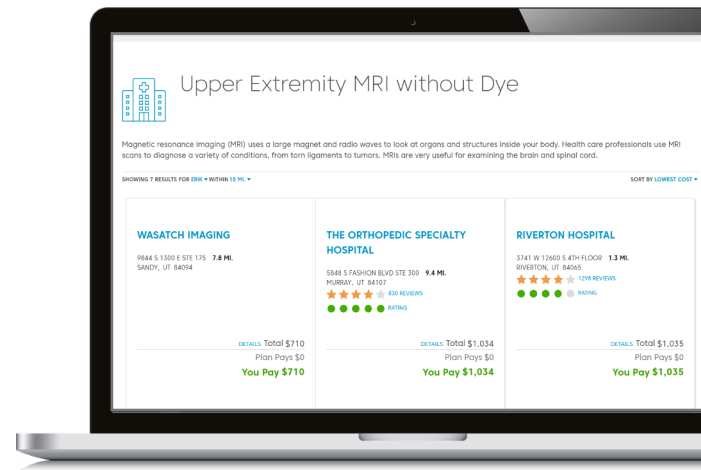 Upper Extremity MRI without Dye
Magnetic resonance imaging (MRI) uses a large magnet and radio waves to look at organs and structures inside your body. Health care professionals use MRI
scans to diagnose a variety of conditions, from torn ligaments to tumors. MRIs are very useful for examining the brain and spinal cord.
SHOWING 7 RESULTS FOR ERIK WITHIN 15 MI.
SORT BY LOWEST COST
WASATCH IMAGING
9844 S 1300 E STE 175 7.8 MI.
SANDY, UT 84094
DETAILS Total $710
Plan Pays $0
You Pay $710
THE ORTHOPEDIC SPECIALTY
HOSPITAL
5848 S FASHION BLVD STE 300 9.4 MI.
MURRAY, UT 84107
830 REVIEWS
RATING
DETAILS Total $1,034
Plan Pays $0
You Pay $1,034
RIVERTON HOSPITAL
3741 W 12600 S 4TH FLOOR 1.3 MI.
RIVERTON, UT 84065
1298 REVIEWS
RATING
DETAILS Total $1,035
Plan Pays $0
You Pay $1,035